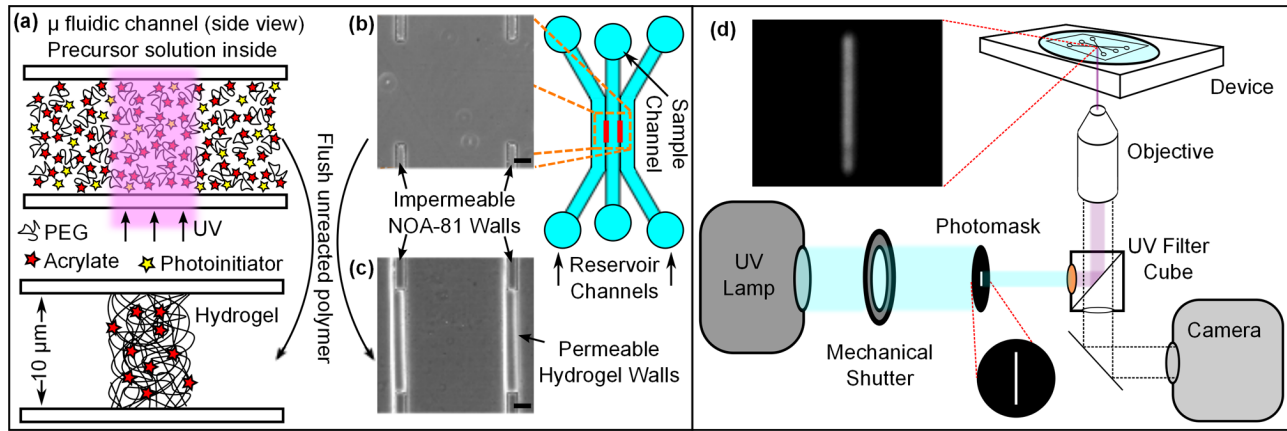 (a)
μ fluidic channel (side view)
Precursor solution inside
UV
PEG
Acrylate
Photoinitiator
Hydrogel
10 μm
Flush unreacted polymer
(b)
Sample
Channel
Impermeable
NOA-81 Walls
Reservoir
Channels
(c)
Permeable
Hydrogel Walls
(d)
Device
Objective
Photomask
UV Filter
Cube
UV
Lamp
Mechanical
Shutter
Camera